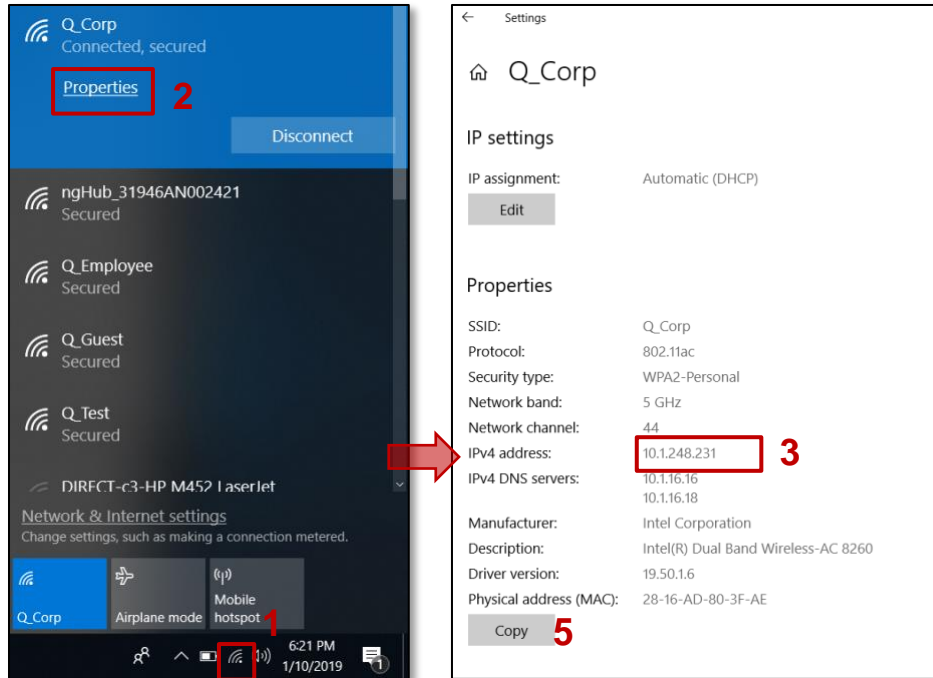 Q_Corp
Connected, secured
Properties
2
Disconnect
ngHub_31946AN002421
Secured
Q_Employee
Secured
Q_Guest
Secured
Q_Test
Secured
DIRECT-c3-HP M452 LaserJet
Network & Internet settings
Change settings, such as making a connection metered.
Q_Corp
Airplane mode
Mobile
hotspot
1
6:21 PM
1/10/2019
1
Settings
Q_Corp
IP settings
IP assignment: Automatic (DHCP)
Edit
Properties
SSID: Q_Corp
Protocol: 802.11ac
Security type: WPA2-Personal
Network band: 5 GHz
Network channel: 44
IPv4 address: 10.1.248.231 3
IPv4 DNS servers: 10.1.16.16
10.1.16.18
Manufacturer: Intel Corporation
Description: Intel(R) Dual Band Wireless-AC 8260
Driver version: 19.50.1.6
Physical address (MAC): 28-16-AD-80-3F-AE
Copy 5